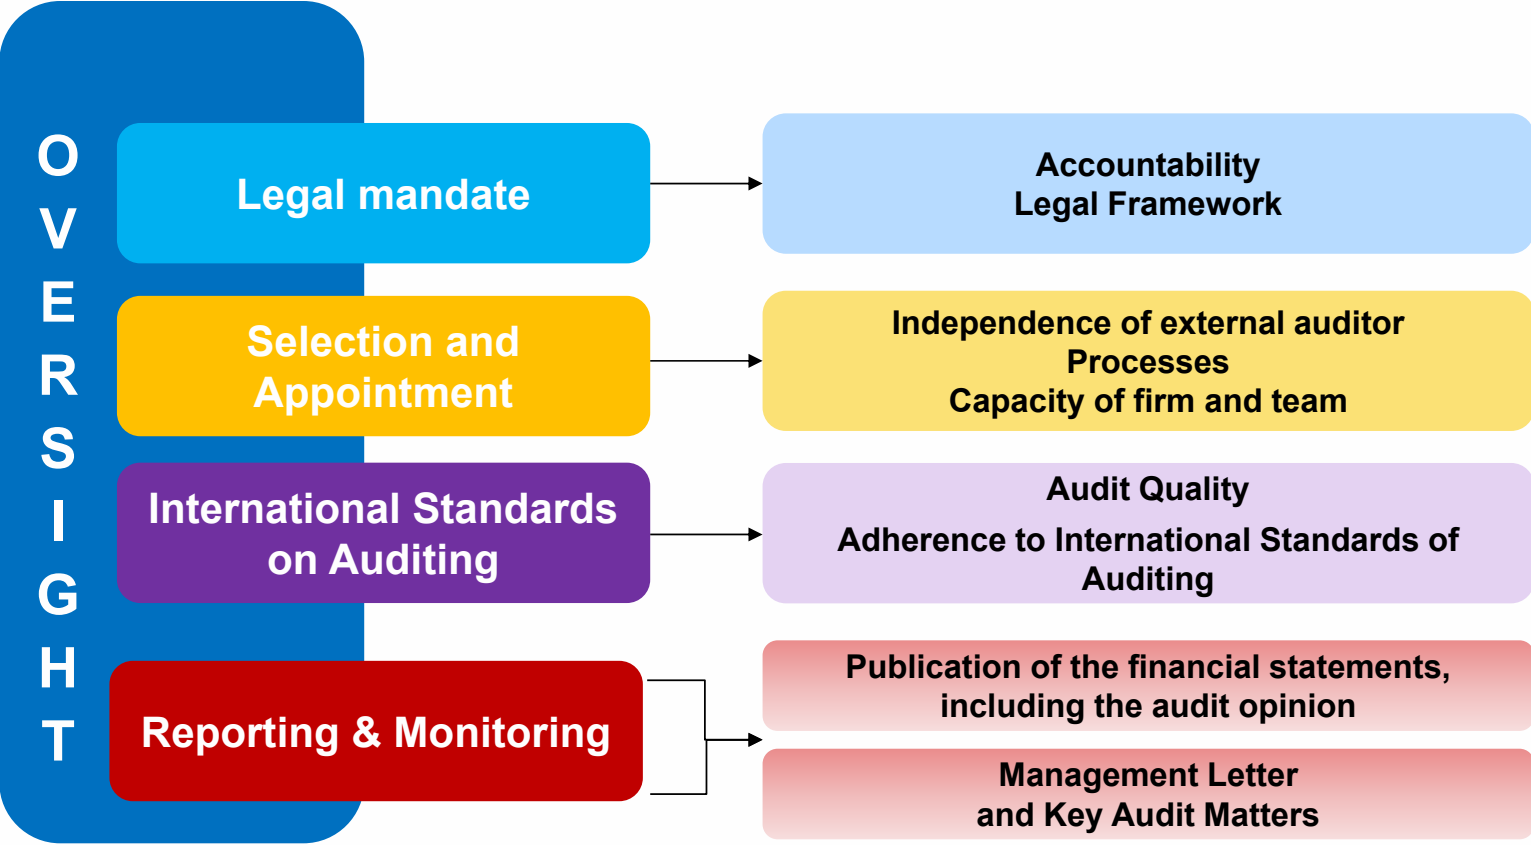 OVERSIGHT
Legal mandate
Accountability
Legal Framework
Selection and
Appointment
Independence of external auditor
Processes
Capacity of firm and team
International Standards
on Auditing
Audit Quality
Adherence to International Standards of
Auditing
Reporting & Monitoring
Publication of the financial statements,
including the audit opinion
Management Letter
and Key Audit Matters